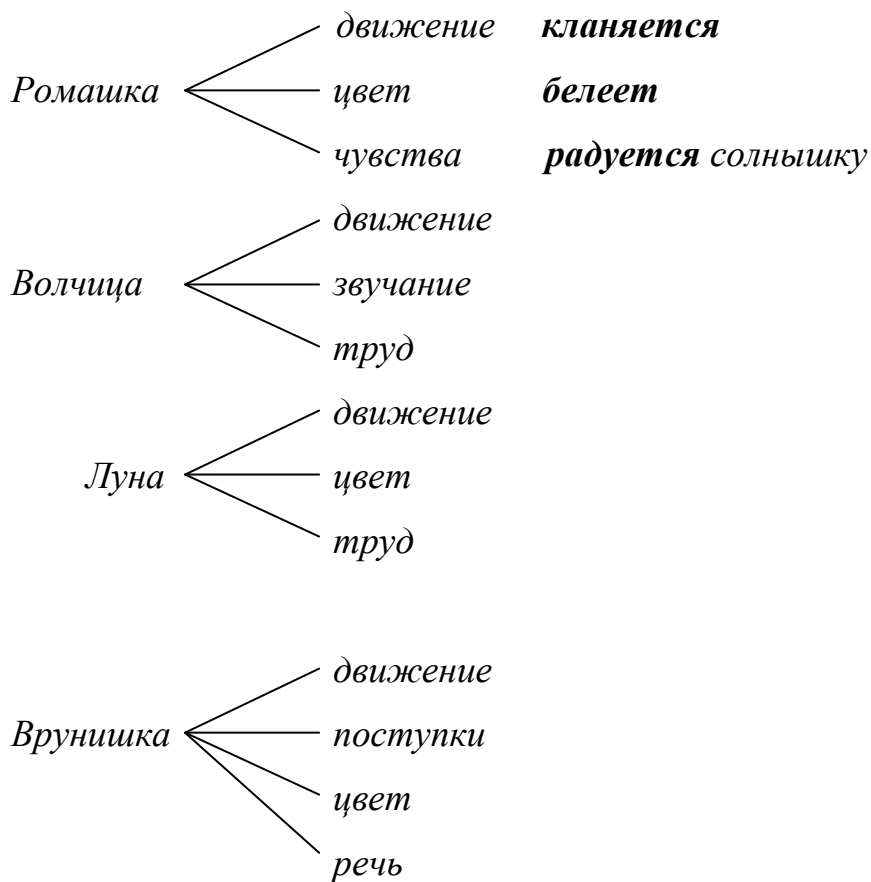 движение кланяется
Ромашка цвет белеет
чувства радуется солнышку
движение
Волчица звучание
труд
движение
Луна цвет
труд
движение
Врунишка поступки
цвет
речь